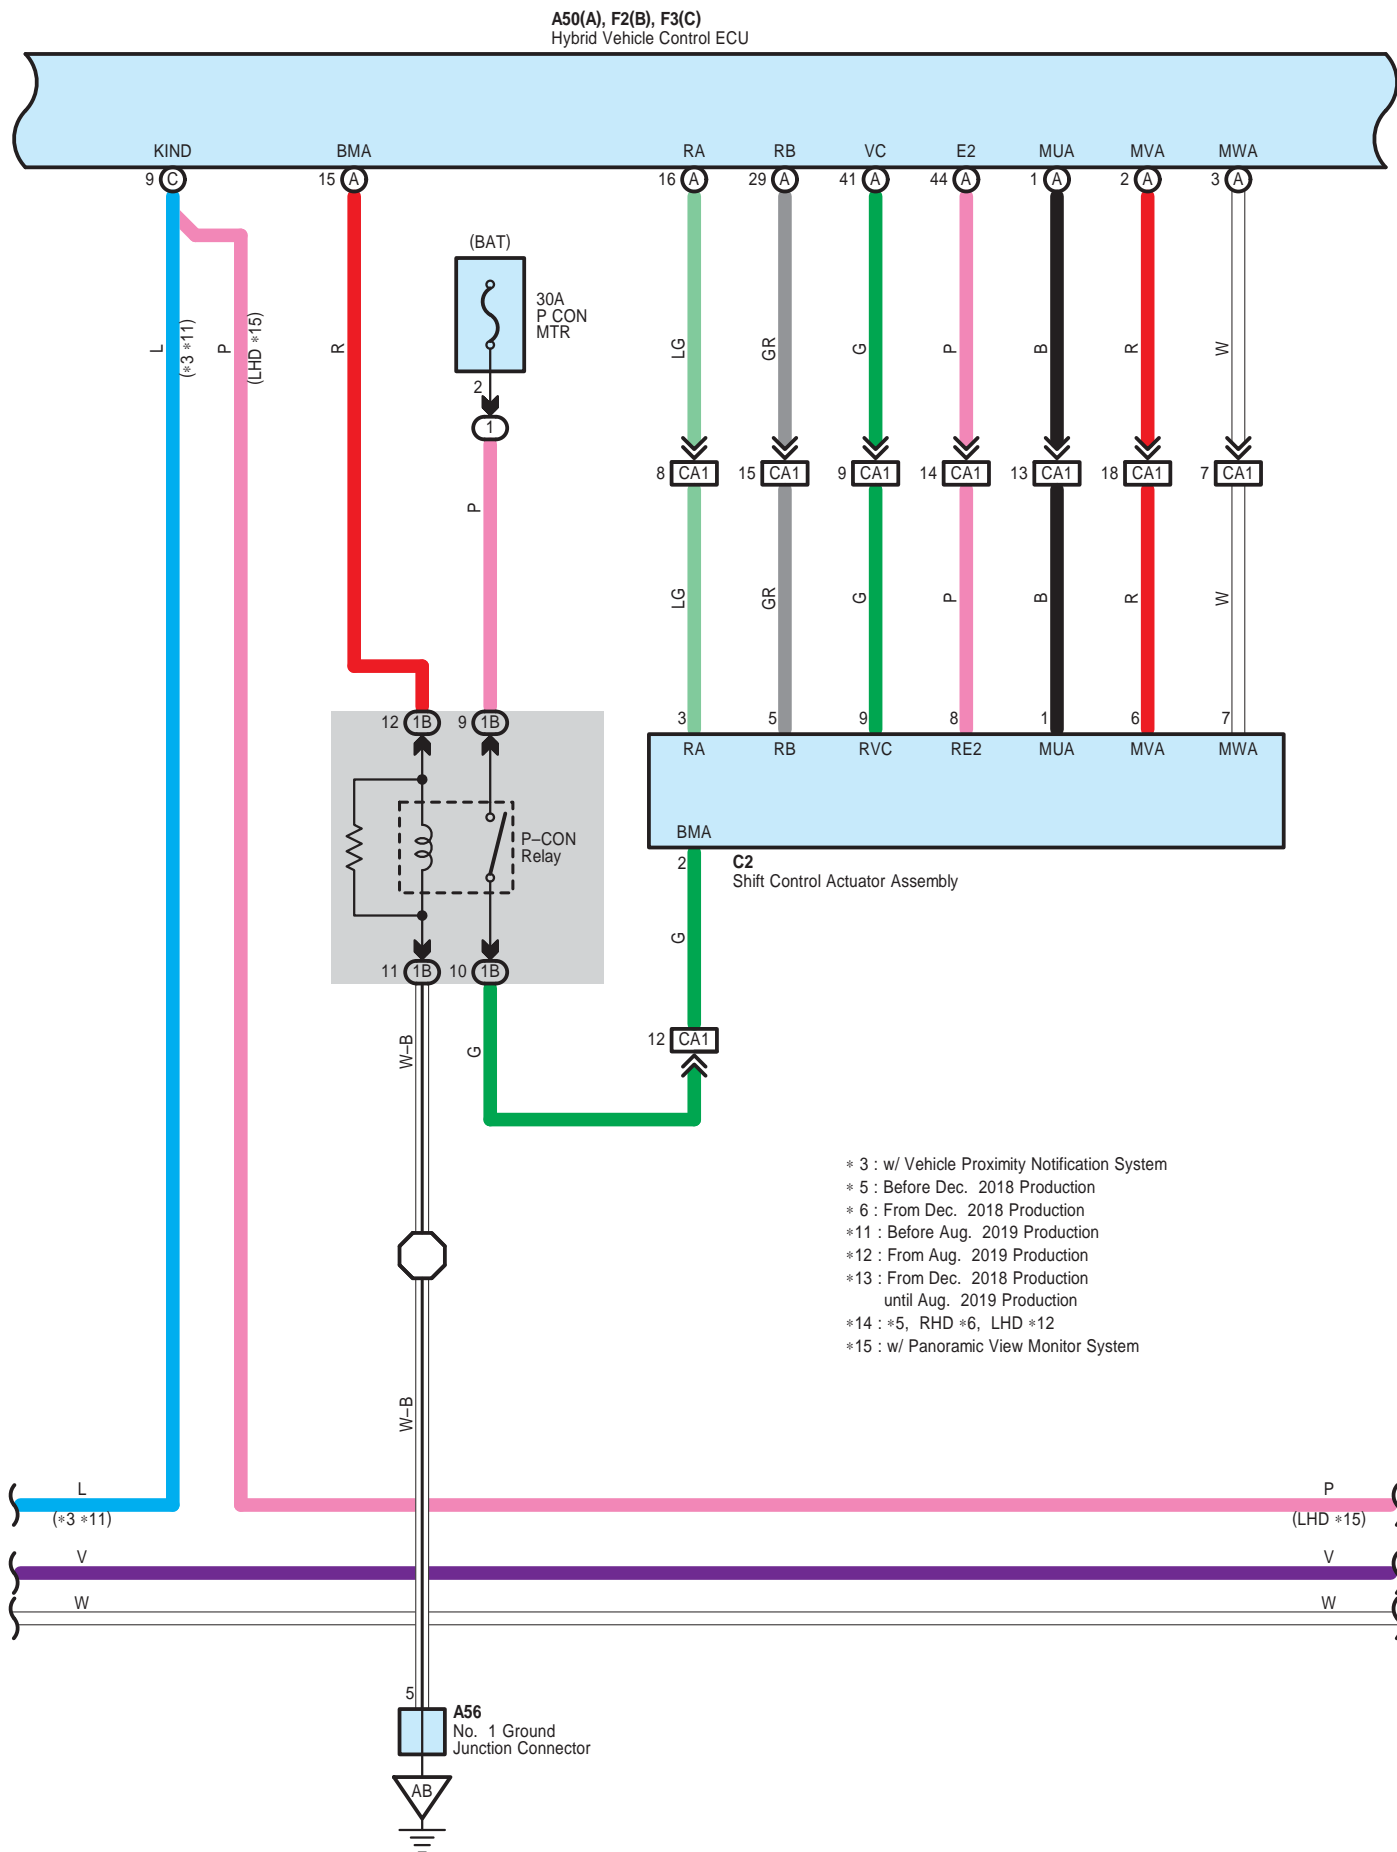 A50(A), F2(B), F3(C)
Hybrid Vehicle Control ECU
KIND BMA RA RB VC E2 MUA MVA MWA
9 C 15 A 16 A 29 A 41 A 44 A 1 A 2 A 3 A
(BAT)
30A
P CON
MTR
L
(*3 *11)
P
(LHD *15)
R
LG GR G P B R W
2
1
8 CA1 15 CA1 9 CA1 14 CA1 13 CA1 18 CA1 7 CA1
P
LG GR G P B R W
12 1B 9 1B
3 5 9 8 1 6 7
RA RB RVC RE2 MUA MVA MWA
P–CON
Relay
BMA
2
C2
Shift Control Actuator Assembly
G
11 1B 10 1B
W–B
G
12 CA1
* 3 : w/ Vehicle Proximity Notification System
* 5 : Before Dec. 2018 Production
* 6 : From Dec. 2018 Production
*11 : Before Aug. 2019 Production
*12 : From Aug. 2019 Production
*13 : From Dec. 2018 Production
until Aug. 2019 Production
*14 : *5, RHD *6, LHD *12
*15 : w/ Panoramic View Monitor System
W–B
L P
(*3 *11) (LHD *15)
V V
W W
5
A56
No. 1 Ground
Junction Connector
AB